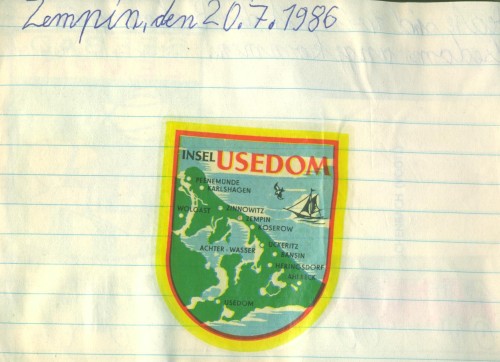 Zempin, den 20.7.1986
INSEL USEDOM
PEENEMÜNDE
KARLSHAGEN
WOLGAST
ZINNOWITZ
ZEMPIN
KOSEROW
ACHTER-WASSER
ÜCKERITZ
BANSIN
HERINGSDORF
AHLBECK
USEDOM